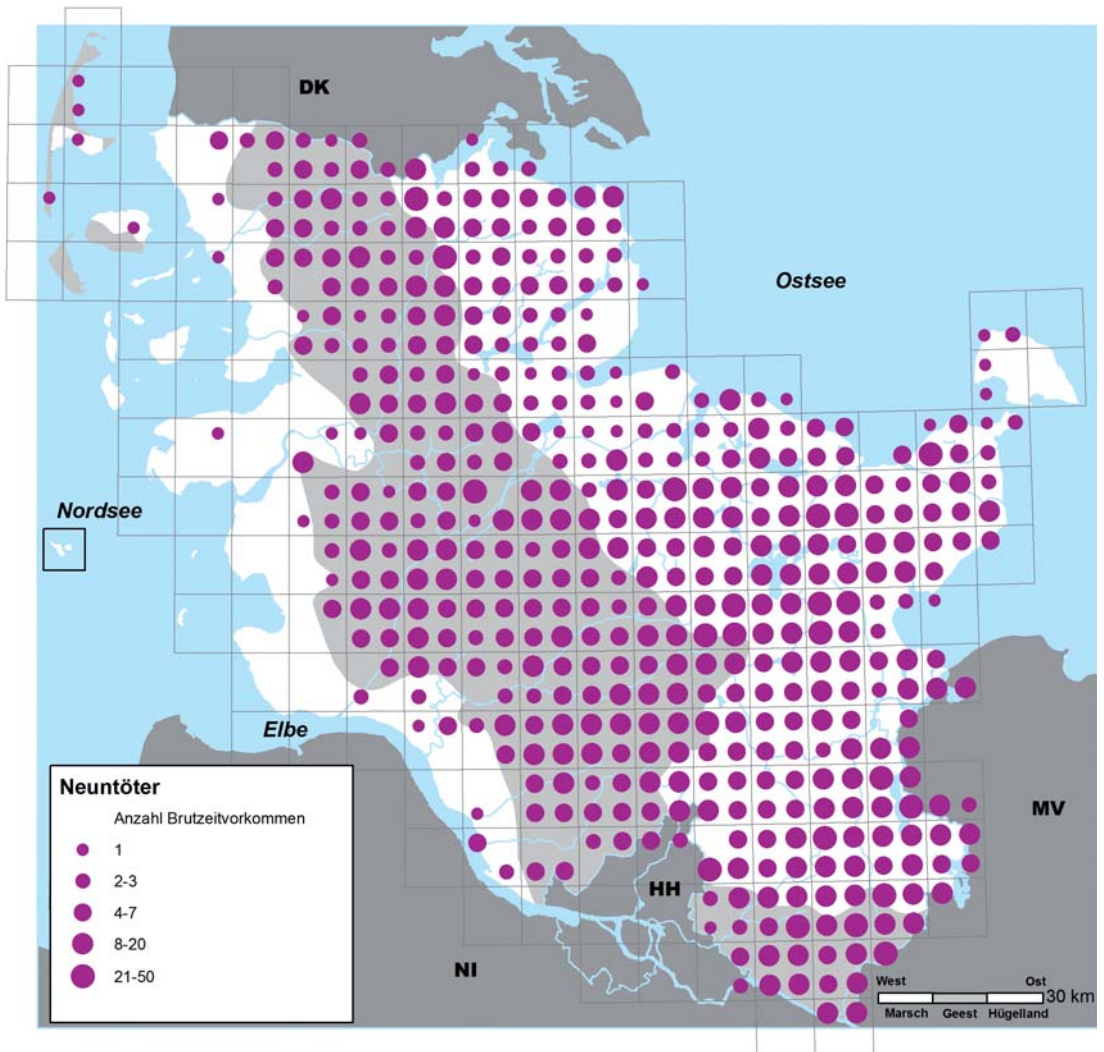 DK
Ostsee
Nordsee
Elbe
Neuntöter
Anzahl Brutzeitvorkommen
1
2-3
4-7
8-20
21-50
MV
HH
NI
West Ost
30 km
Marsch Geest Hügelland